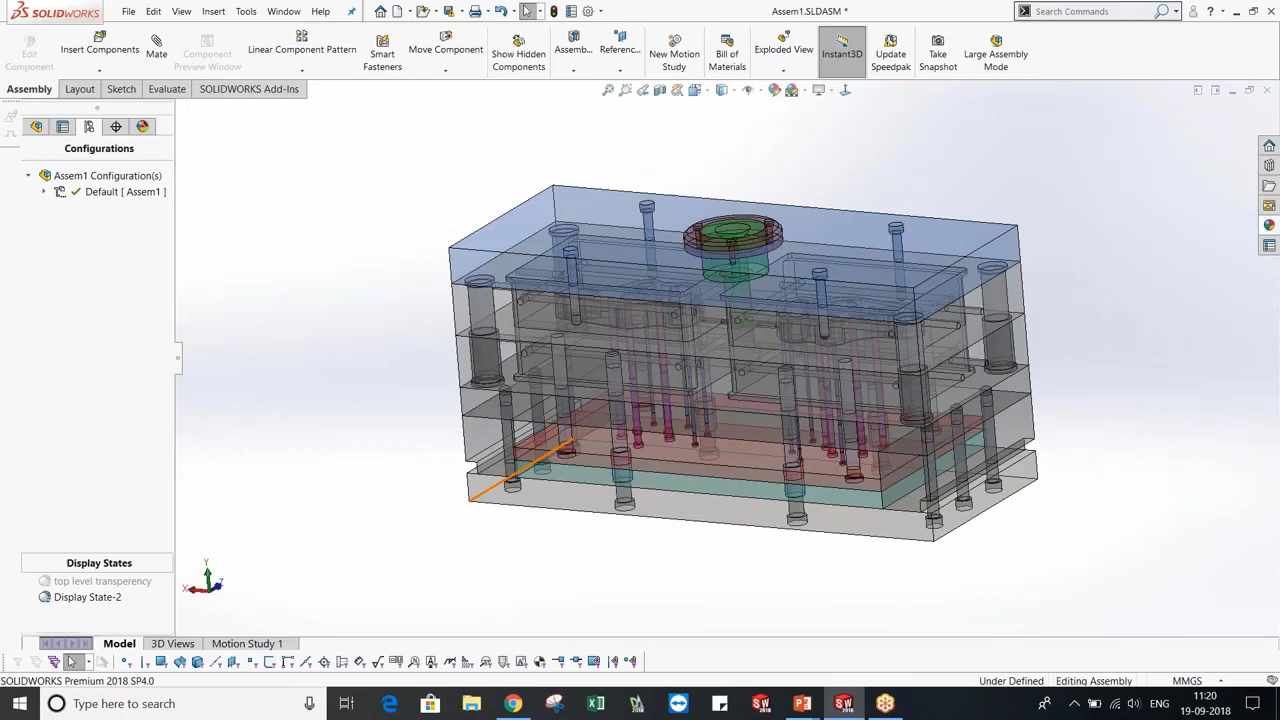 SOLIDWORKS File Edit View Insert Tools Window Help Assem1.SLDASM * Search Commands
Edit Component
Insert Components
Mate
Component Preview Window
Linear Component Pattern
Smart Fasteners
Move Component
Show Hidden Components
Assemb...
Referenc...
New Motion Study
Bill of Materials
Exploded View
Instant3D
Update Speedpak
Take Snapshot
Large Assembly Mode
Assembly Layout Sketch Evaluate SOLIDWORKS Add-Ins
Configurations
Assem1 Configuration(s)
Default [ Assem1 ]
Display States
top level transparency
Display State-2
Y
X
Z
Model 3D Views Motion Study 1
SOLIDWORKS Premium 2018 SP4.0 Under Defined Editing Assembly MMGS
Type here to search ENG 11:20
19-09-2018